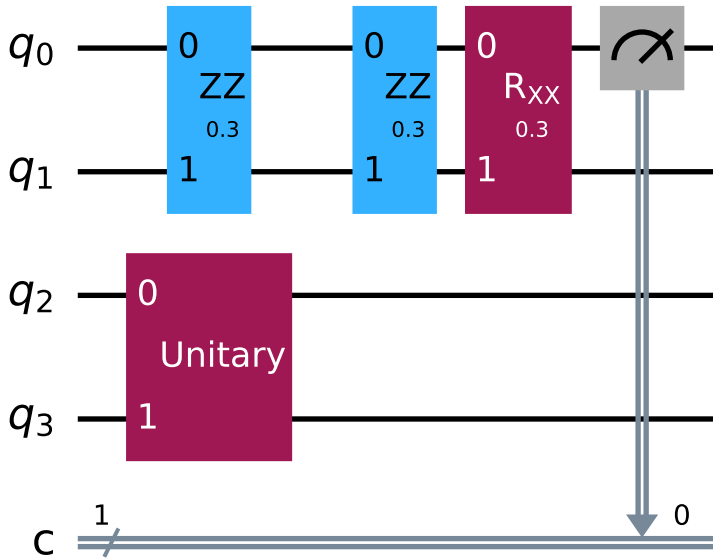 q0 0 0 0
ZZ ZZ RXX
0.3 0.3 0.3
q1 1 1 1
q2 0
Unitary
q3 1
1 0
c